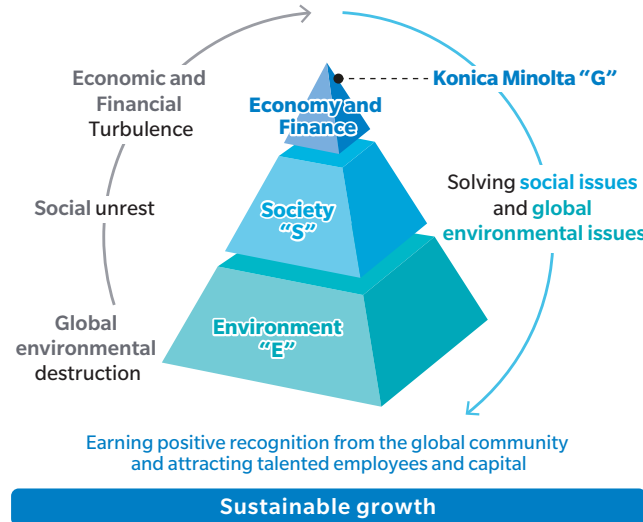 Economic and
Financial
Turbulence
Konica Minolta “G”
Economy and
Finance
Social unrest
Society
“S”
Solving social issues
and global
environmental issues
Global
environmental
destruction
Environment
“E”
Earning positive recognition from the global community
and attracting talented employees and capital
Sustainable growth